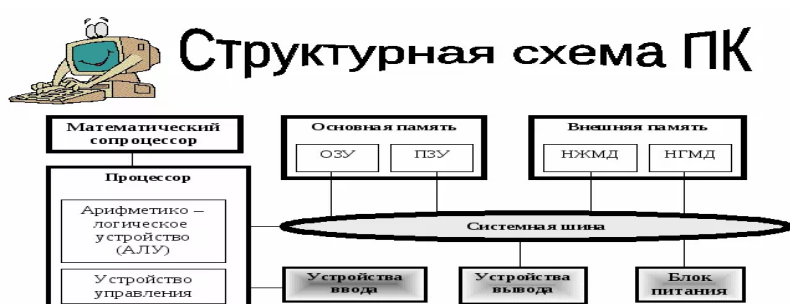 Структурная схема ПК
Математический
сопроцессор
Основная память
ОЗУ
ПЗУ
Внешняя память
НЖМД
НГМД
Процессор
Арифметико –
логическое
устройство
(АЛУ)
Системная шина
Устройство
управления
Устройства
ввода
Устройства
вывода
Блок
питания